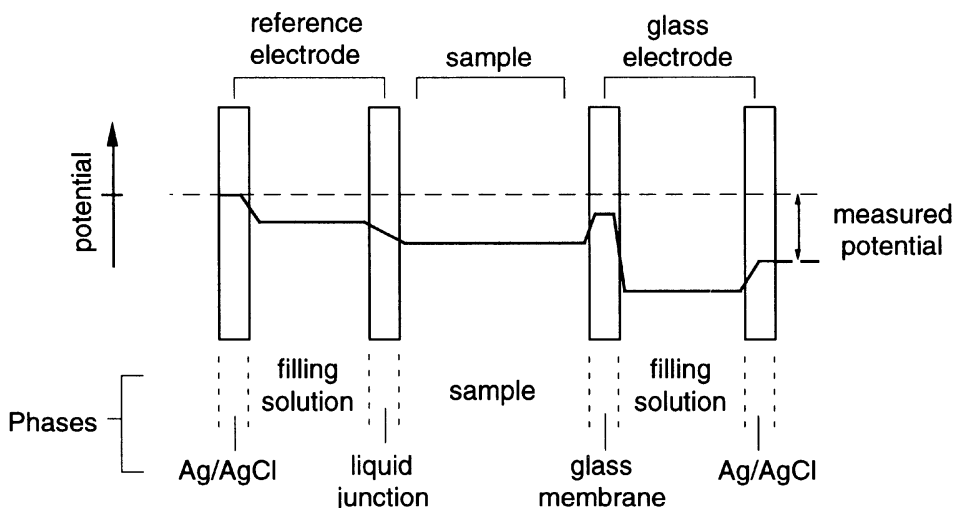 reference
electrode
sample
glass
electrode
potential
measured
potential
filling
solution
sample
filling
solution
Phases
Ag/AgCl
liquid
junction
glass
membrane
Ag/AgCl